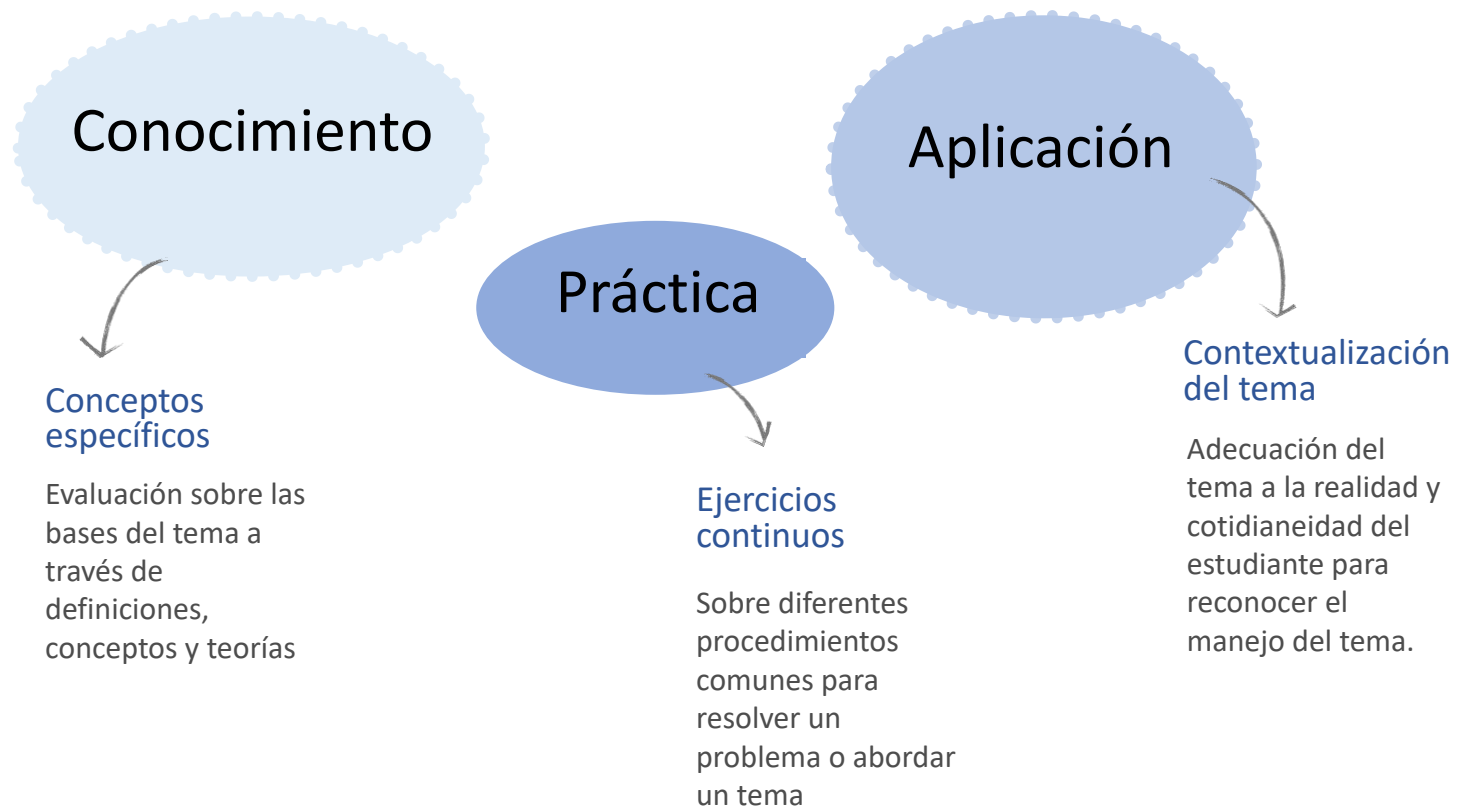 Conocimiento
Conceptos
específicos
Evaluación sobre las
bases del tema a
través de
definiciones,
conceptos y teorías
Práctica
Ejercicios
continuos
Sobre diferentes
procedimientos
comunes para
resolver un
problema o abordar
un tema
Aplicación
Contextualización
del tema
Adecuación del
tema a la realidad y
cotidianeidad del
estudiante para
reconocer el
manejo del tema.